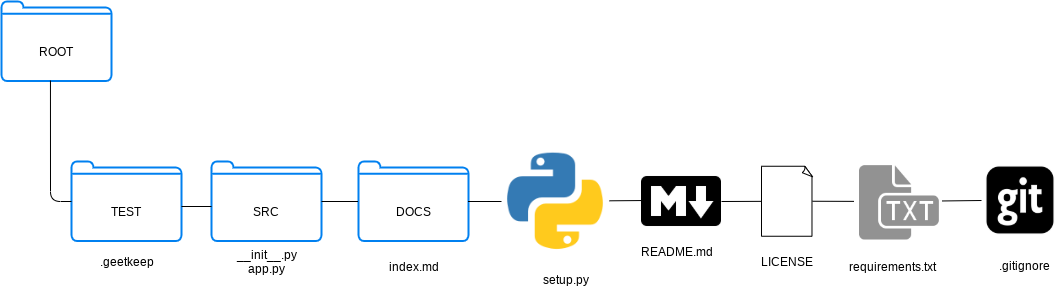 ROOT
TEST
SRC
DOCS
M
TXT
git
.geetkeep
__init__.py
app.py
index.md
setup.py
README.md
LICENSE
requirements.txt
.gitignore